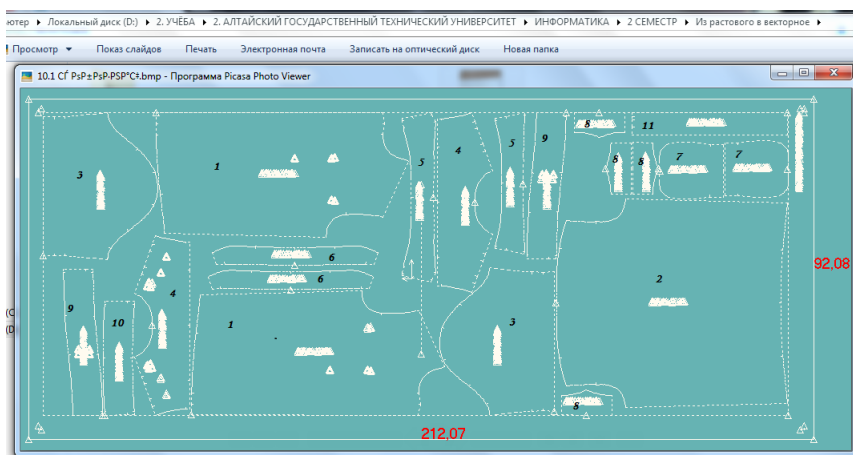 ютер ▸ Локальный диск (D:) ▸ 2. УЧЁБА ▸ 2. АЛТАЙСКИЙ ГОСУДАРСТВЕННЫЙ ТЕХНИЧЕСКИЙ УНИВЕРСИТЕТ ▸ ИНФОРМАТИКА ▸ 2 СЕМЕСТР ▸ Из растового в векторное ▸
Просмотр ▼ Показ слайдов Печать Электронная почта Записать на оптический диск Новая папка
10.1 СЃ РѕР±РѕР·РЅР°С‡.bmp - Программа Picasa Photo Viewer
8 11
3 1 5 4 5 9
8 8 7 7
6
6
2
4
9 10 1 3
8
92,08
212,07
(C
(D